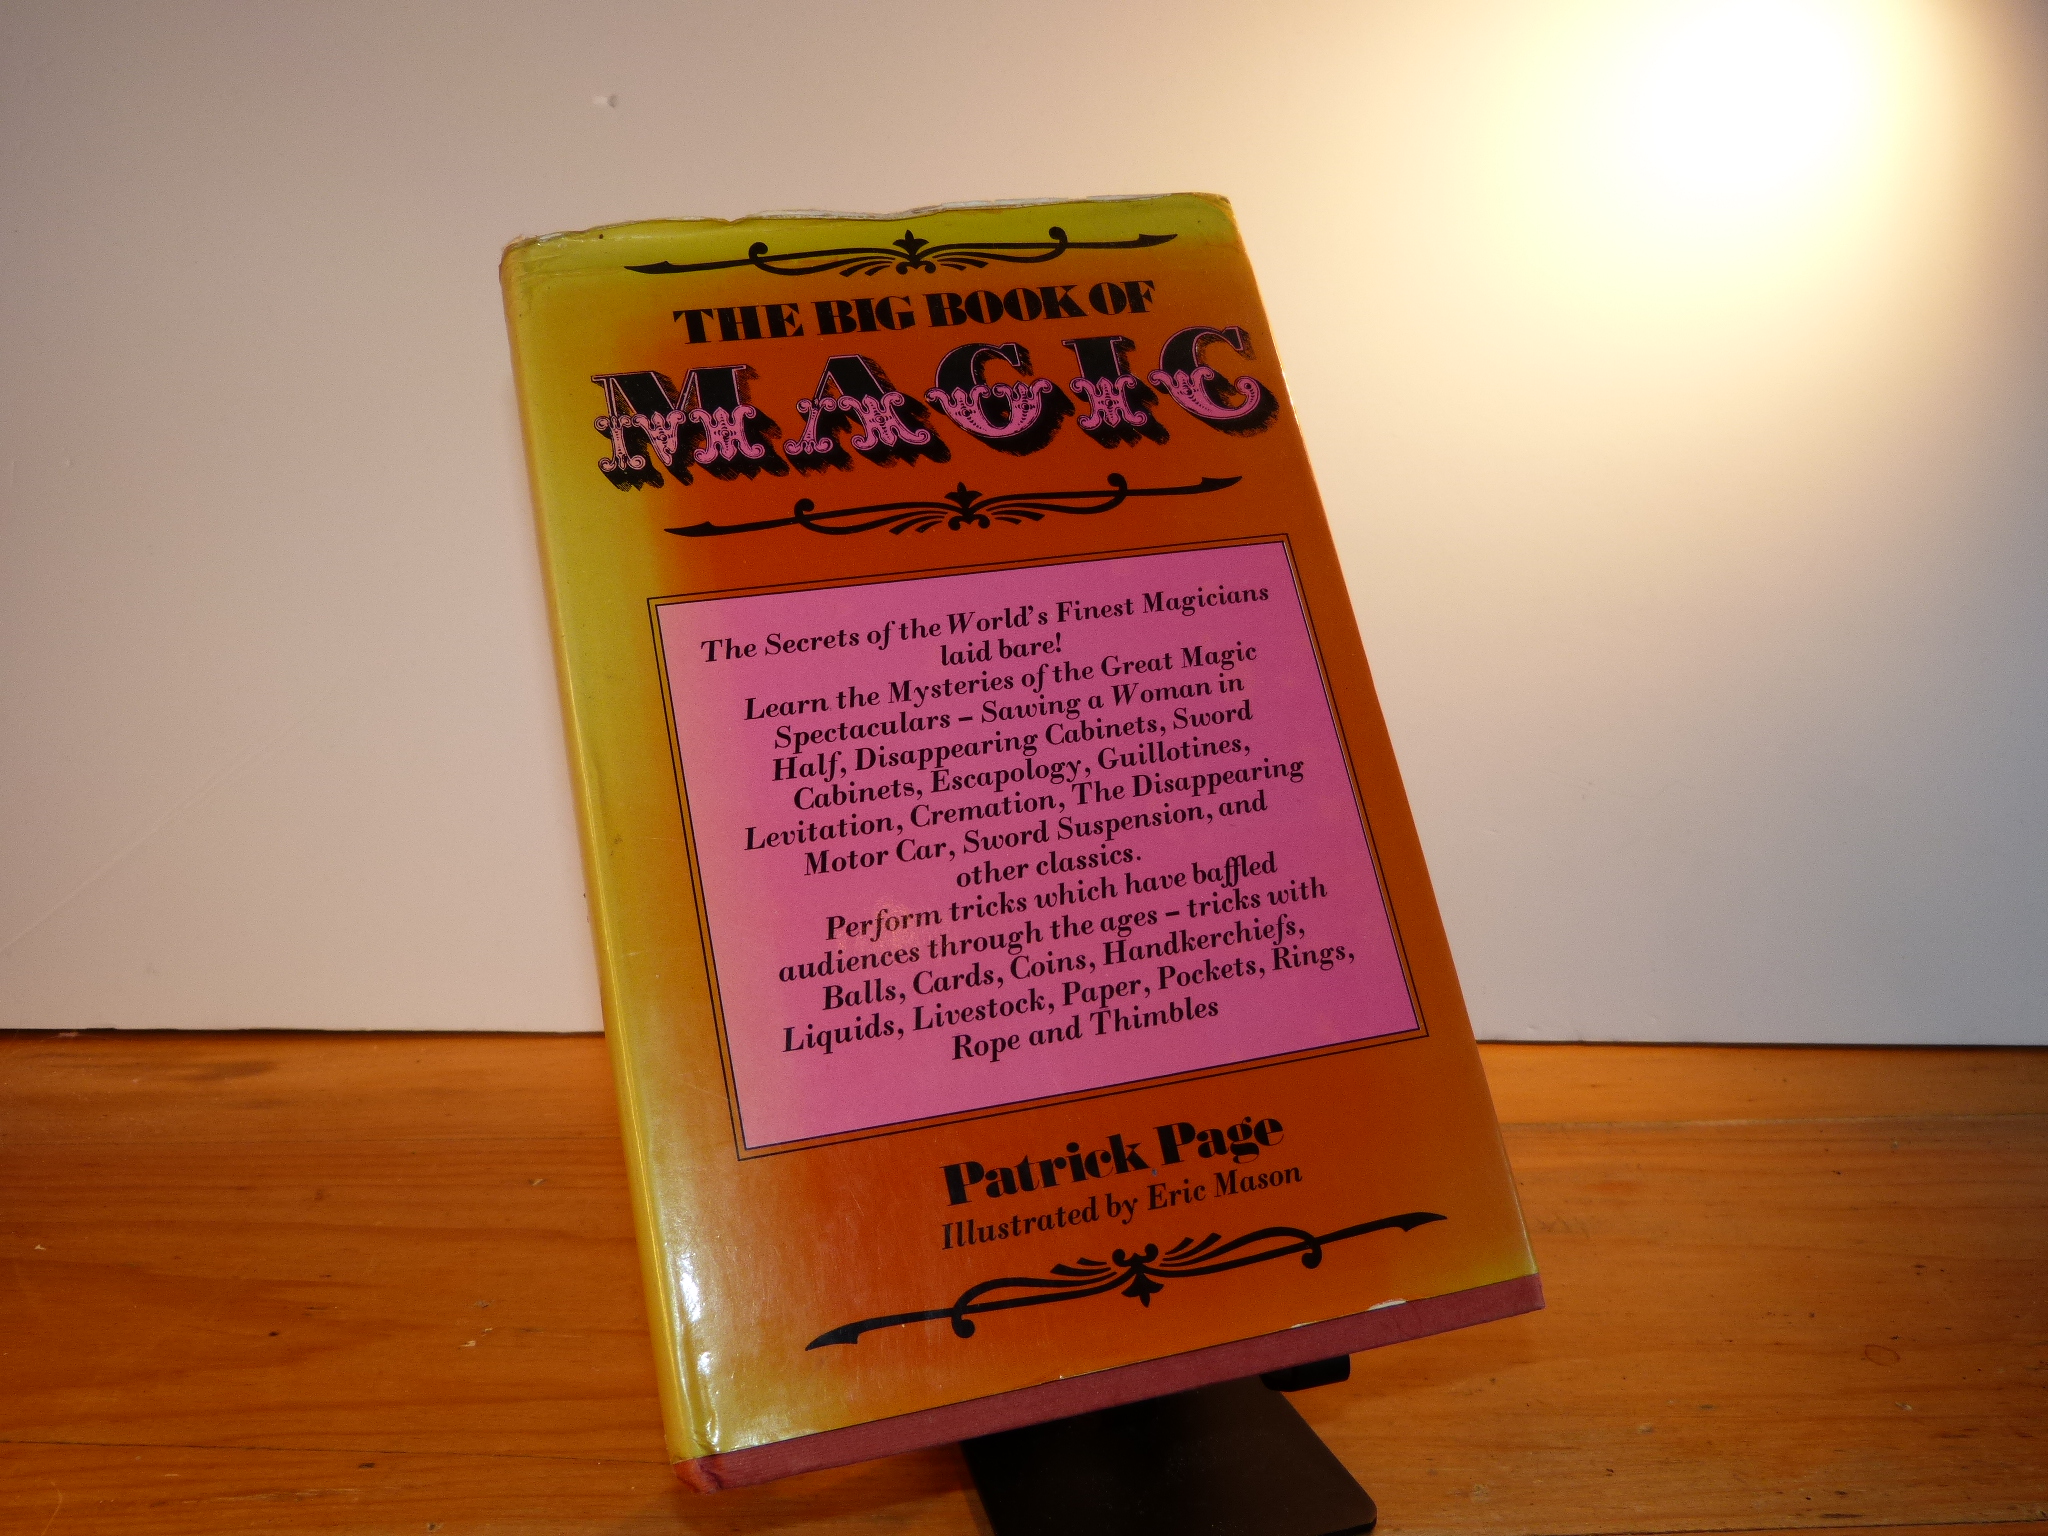 THE BIG BOOK OF
MAGIC
The Secrets of the World's Finest Magicians
laid bare!
Learn the Mysteries of the Great Magic
Spectaculars – Sawing a Woman in
Half, Disappearing Cabinets, Sword
Cabinets, Escapology, Guillotines,
Levitation, Cremation, The Disappearing
Motor Car, Sword Suspension, and
other classics.
Perform tricks which have baffled
audiences through the ages – tricks with
Balls, Cards, Coins, Handkerchiefs,
Liquids, Livestock, Paper, Pockets, Rings,
Rope and Thimbles
Patrick Page
Illustrated by Eric Mason